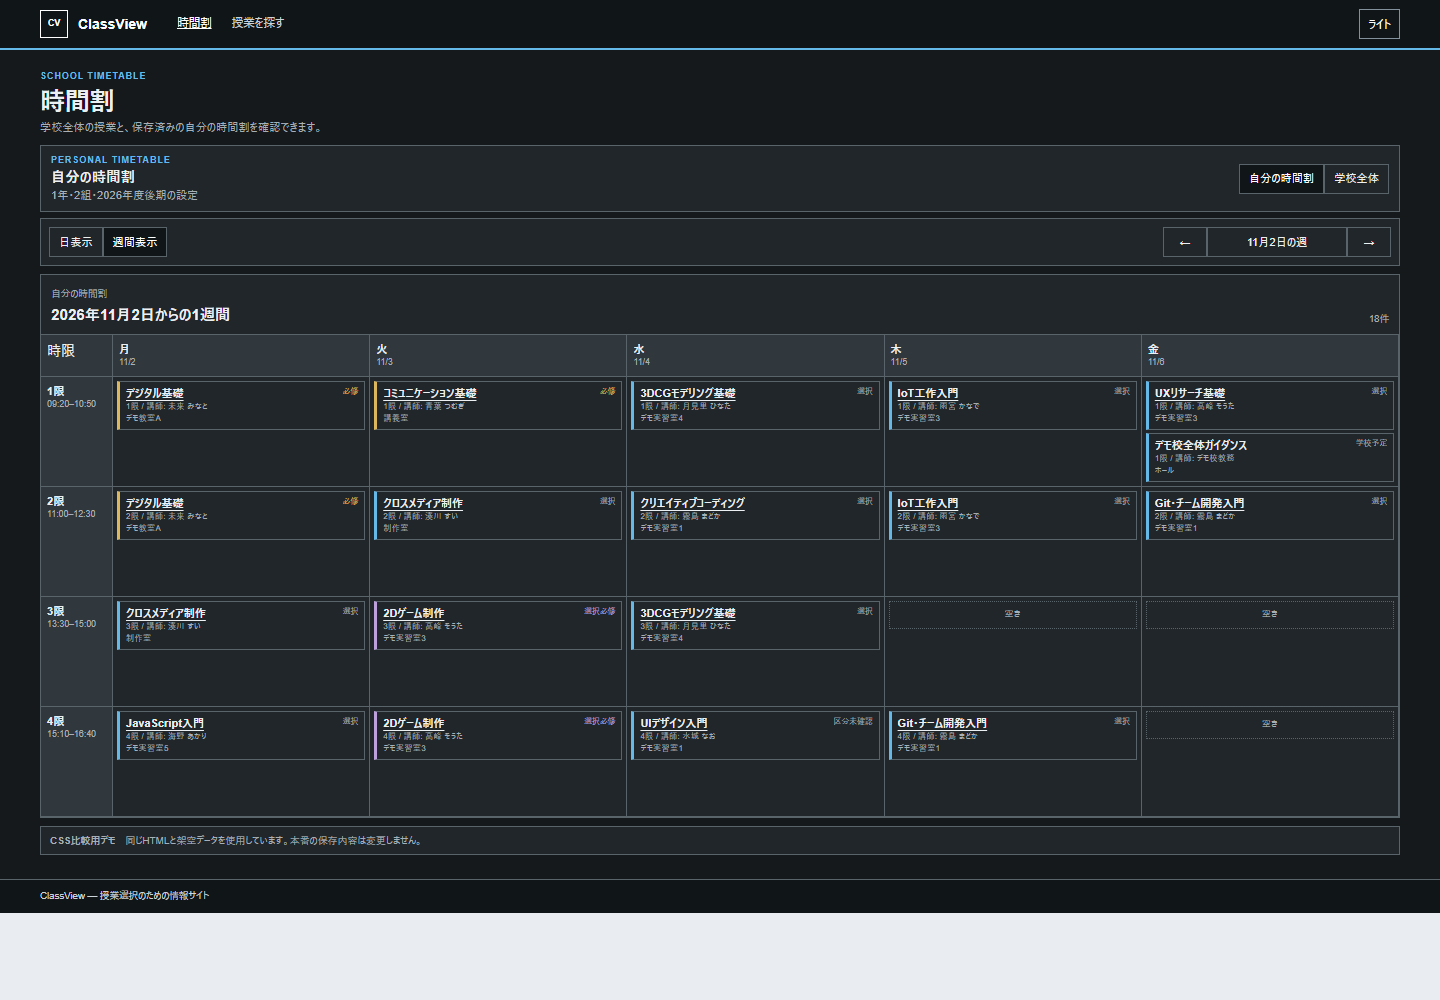 CV ClassView 時間割 授業を探す ライト
SCHOOL TIMETABLE
時間割
学校全体の授業と、保存済みの自分の時間割を確認できます。
PERSONAL TIMETABLE
自分の時間割
1年・2組・2026年度後期の設定
自分の時間割 学校全体
日表示 週間表示 ← 11月2日の週 →
自分の時間割
2026年11月2日からの1週間
18件
時限 月 火 水 木 金
11/2 11/3 11/4 11/5 11/6
1限
09:20–10:50
デジタル基礎 必修
1限 / 講師: 未来 みなと
デモ教室A
コミュニケーション基礎 必修
1限 / 講師: 青葉 つむぎ
講義室
3DCGモデリング基礎 選択
1限 / 講師: 月見里 ひなた
デモ実習室4
IoT工作入門 選択
1限 / 講師: 雨宮 かなで
デモ実習室3
UXリサーチ基礎 選択
1限 / 講師: 高峰 そうた
デモ実習室3
デモ校全体ガイダンス 学校予定
1限 / 講師: デモ校教務
ホール
2限
11:00–12:30
デジタル基礎 必修
2限 / 講師: 未来 みなと
デモ教室A
クロスメディア制作 選択
2限 / 講師: 湊川 すい
制作室
クリエイティブコーディング 選択
2限 / 講師: 霧島 まどか
デモ実習室1
IoT工作入門 選択
2限 / 講師: 雨宮 かなで
デモ実習室3
Git・チーム開発入門 選択
2限 / 講師: 霧島 まどか
デモ実習室1
3限
13:30–15:00
クロスメディア制作 選択
3限 / 講師: 湊川 すい
制作室
2Dゲーム制作 選択必修
3限 / 講師: 高峰 そうた
デモ実習室3
3DCGモデリング基礎 選択
3限 / 講師: 月見里 ひなた
デモ実習室4
空き
空き
4限
15:10–16:40
JavaScript入門 選択
4限 / 講師: 海野 あかり
デモ実習室5
2Dゲーム制作 選択必修
4限 / 講師: 高峰 そうた
デモ実習室3
UIデザイン入門 区分未確認
4限 / 講師: 水城 なお
デモ実習室1
Git・チーム開発入門 選択
4限 / 講師: 霧島 まどか
デモ実習室1
空き
CSS比較用デモ 同じHTMLと架空データを使用しています。本番の保存内容は変更しません。
ClassView — 授業選択のための情報サイト